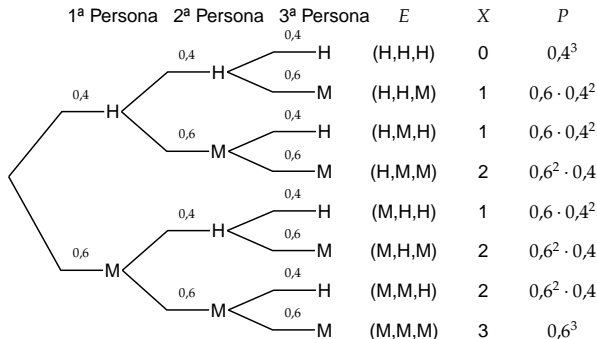 1ª Persona 2ª Persona 3ª Persona E X P
0,4 H (H,H,H) 0 0,4³
0,4 H 0,6 M (H,H,M) 1 0,6 · 0,4²
0,4 H 0,6 M 0,4 H (H,M,H) 1 0,6 · 0,4²
0,6 M (H,M,M) 2 0,6² · 0,4
0,4 H (M,H,H) 1 0,6 · 0,4²
0,4 H 0,6 M (M,H,M) 2 0,6² · 0,4
0,6 M 0,6 M 0,4 H (M,M,H) 2 0,6² · 0,4
0,6 M (M,M,M) 3 0,6³